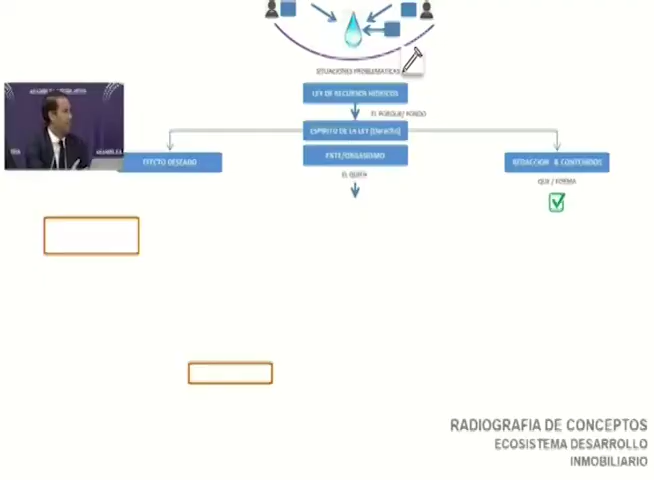 SITUACIONES PROBLEMATICAS
LEY DE RECURSOS HIDRICOS
EL PORQUE/ FONDO
ESPIRITU DE LA LEY
EFECTO DESEADO
ENTE/ORGANISMO
REDACCION & CONTENIDOS
EL QUIEN
QUE / FORMA
ASAMBLEA
RADIOGRAFIA DE CONCEPTOS
ECOSISTEMA DESARROLLO
INMOBILIARIO